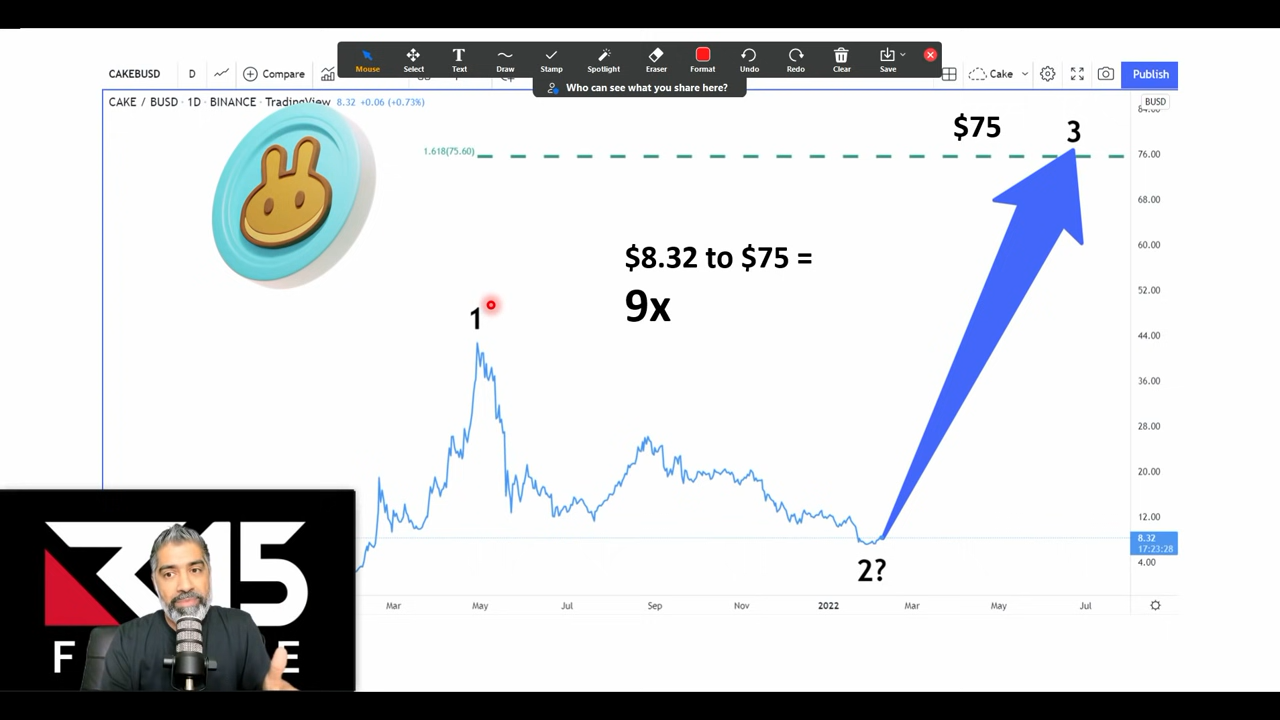 Mouse Select Text Draw Stamp Spotlight Eraser Format Undo Redo Clear Save
Who can see what you share here?
CAKEBUSD D Compare Cake Publish
CAKE / BUSD · 1D · BINANCE · TradingView 8.32 +0.06 (+0.73%)
BUSD
84.00
$75 3
1.618(75.60)
76.00
68.00
60.00
$8.32 to $75 =
9x
52.00
1
44.00
36.00
28.00
20.00
12.00
8.32
17:23:28
4.00
2?
Mar May Jul Sep Nov 2022 Mar May Jul
15
F E